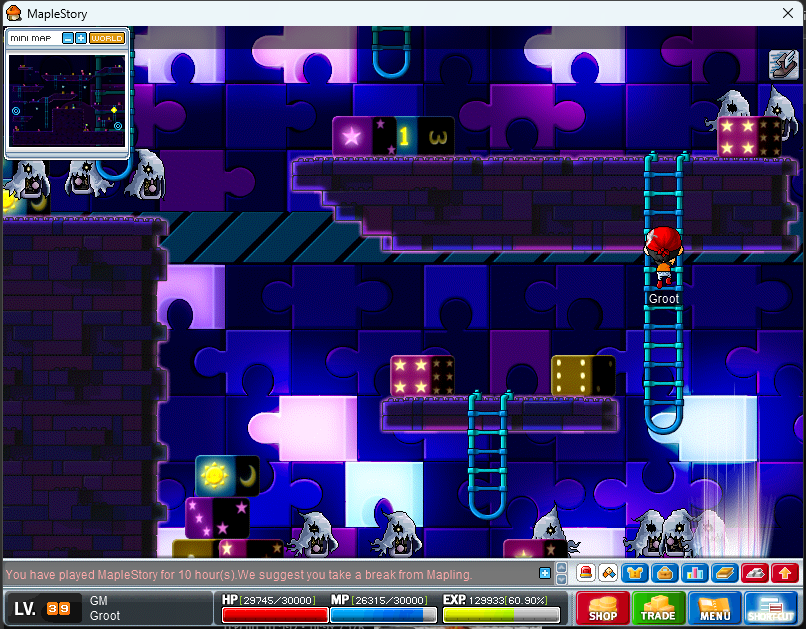 MapleStory
MINI MAP
WORLD
1
Groot
You have played MapleStory for 10 hour(s).We suggest you take a break from Mapling.
LV. 39
GM
Groot
HP[29745/30000]
MP[26315/30000]
EXP 129933[60.90%]
SHOP
TRADE
MENU
SHORTCUT